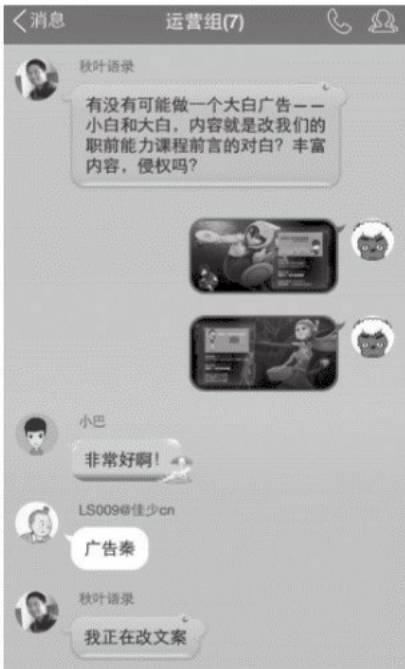 消息
运营组(7)
秋叶语录
有没有可能做一个大白广告——
小白和大白，内容就是改我们的
职前能力课程前言的对白？丰富
内容，侵权吗？
小巴
非常好啊！
LS009@佳少cn
广告秦
秋叶语录
我正在改文案